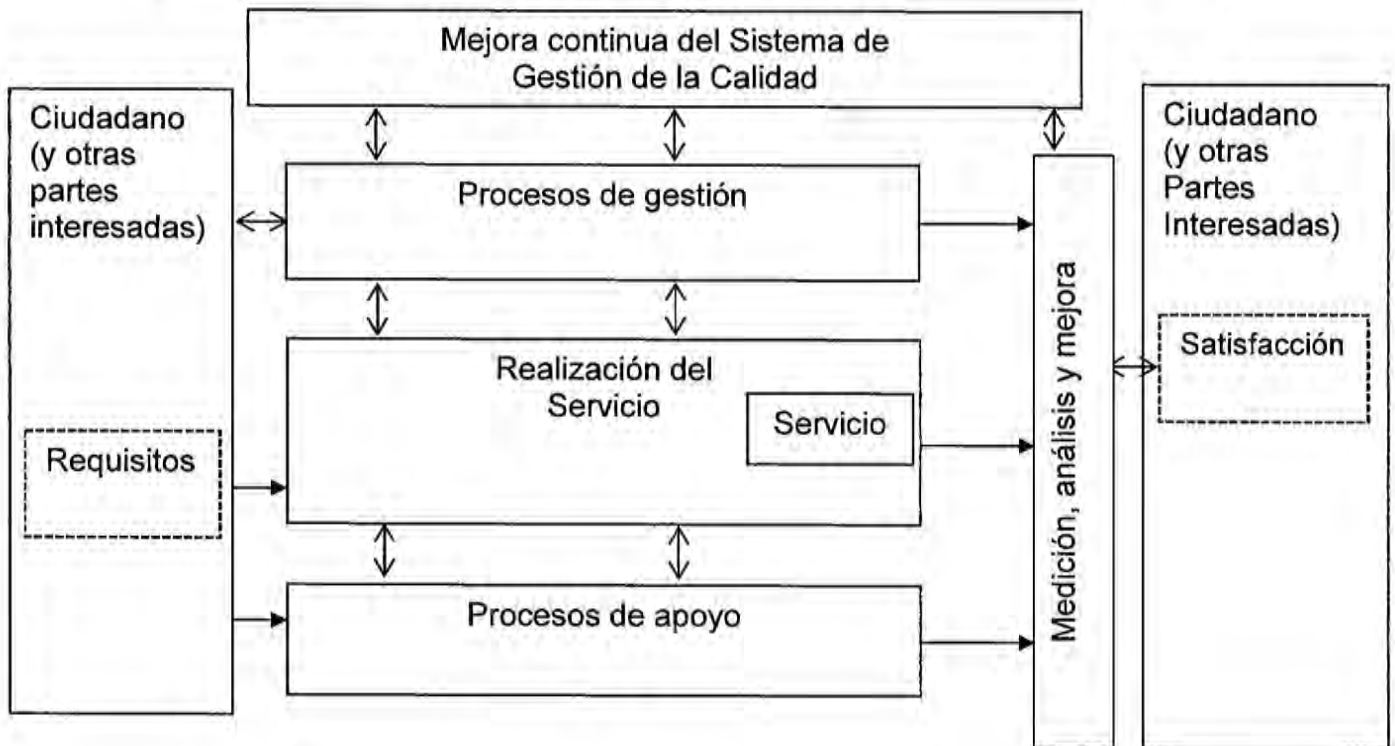 Mejora continua del Sistema de
Gestión de la Calidad
Ciudadano
(y otras
partes
interesadas)
Requisitos
Procesos de gestión
Realización del
Servicio
Servicio
Procesos de apoyo
Medición, análisis y mejora
Ciudadano
(y otras
Partes
Interesadas)
Satisfacción